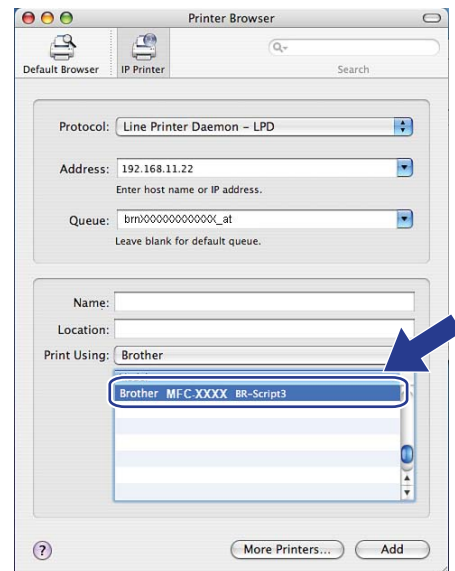 Printer Browser
Default Browser
IP Printer
Q
Search
Protocol: Line Printer Daemon - LPD
Address: 192.168.11.22
Enter host name or IP address.
Queue: brnXXXXXXXXXXXX_at
Leave blank for default queue.
Name:
Location:
Print Using: Brother
Brother MFC-XXXX BR-Script3
?
More Printers...
Add